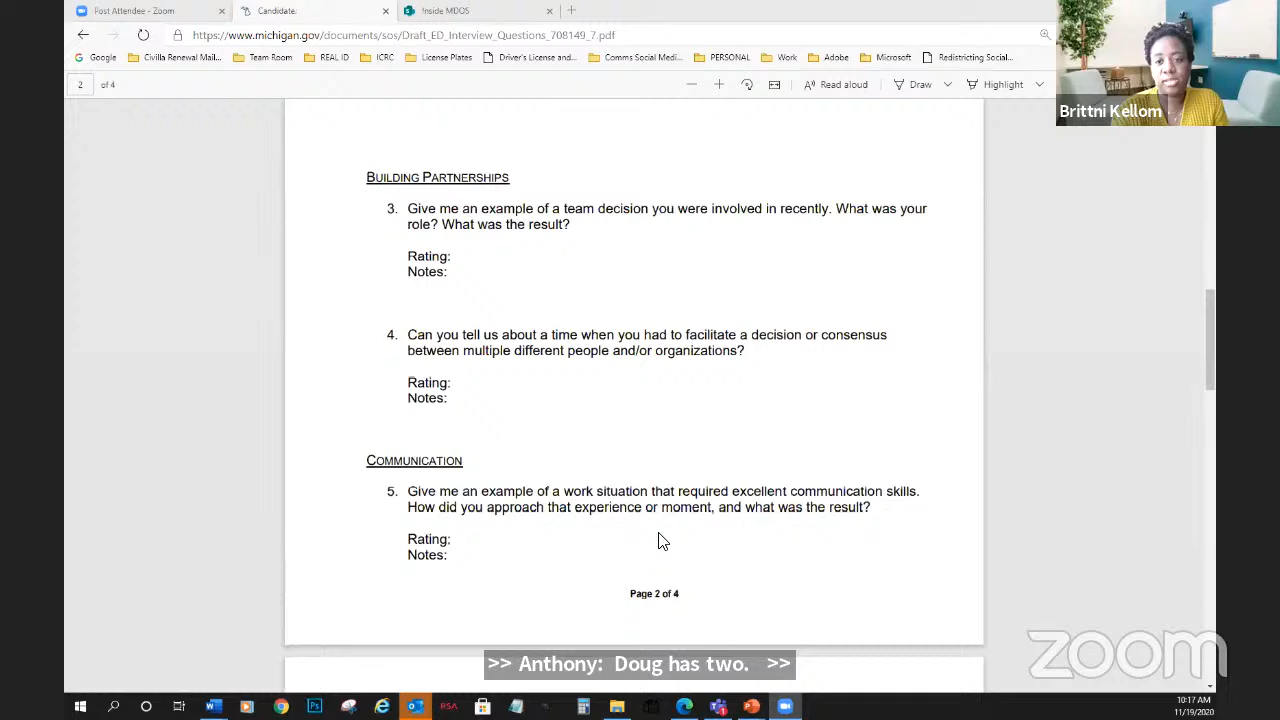 Post Attendee - Zoom
Candidate:
Inside MDOS
https://www.michigan.gov/documents/sos/Draft_ED_Interview_Questions_708149_7.pdf
Google Civilla Renewal Mai... Team Room REAL ID ICRC License Plates Driver's License and... Comms Social Medi... PERSONAL Work Adobe Microsoft Redistricting Social...
2 of 4 Read aloud Draw Highlight
Brittni Kellom
BUILDING PARTNERSHIPS
3. Give me an example of a team decision you were involved in recently. What was your
role? What was the result?
Rating:
Notes:
4. Can you tell us about a time when you had to facilitate a decision or consensus
between multiple different people and/or organizations?
Rating:
Notes:
COMMUNICATION
5. Give me an example of a work situation that required excellent communication skills.
How did you approach that experience or moment, and what was the result?
Rating:
Notes:
Page 2 of 4
zoom
>> Anthony: Doug has two. >>
RSA
10:17 AM
11/19/2020